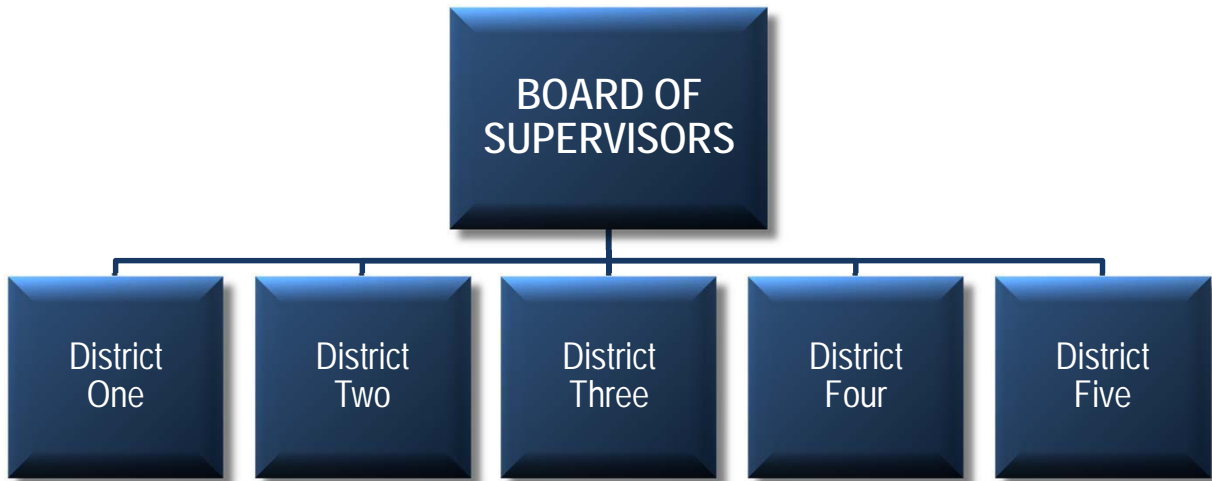 BOARD OF
SUPERVISORS
District
One
District
Two
District
Three
District
Four
District
Five